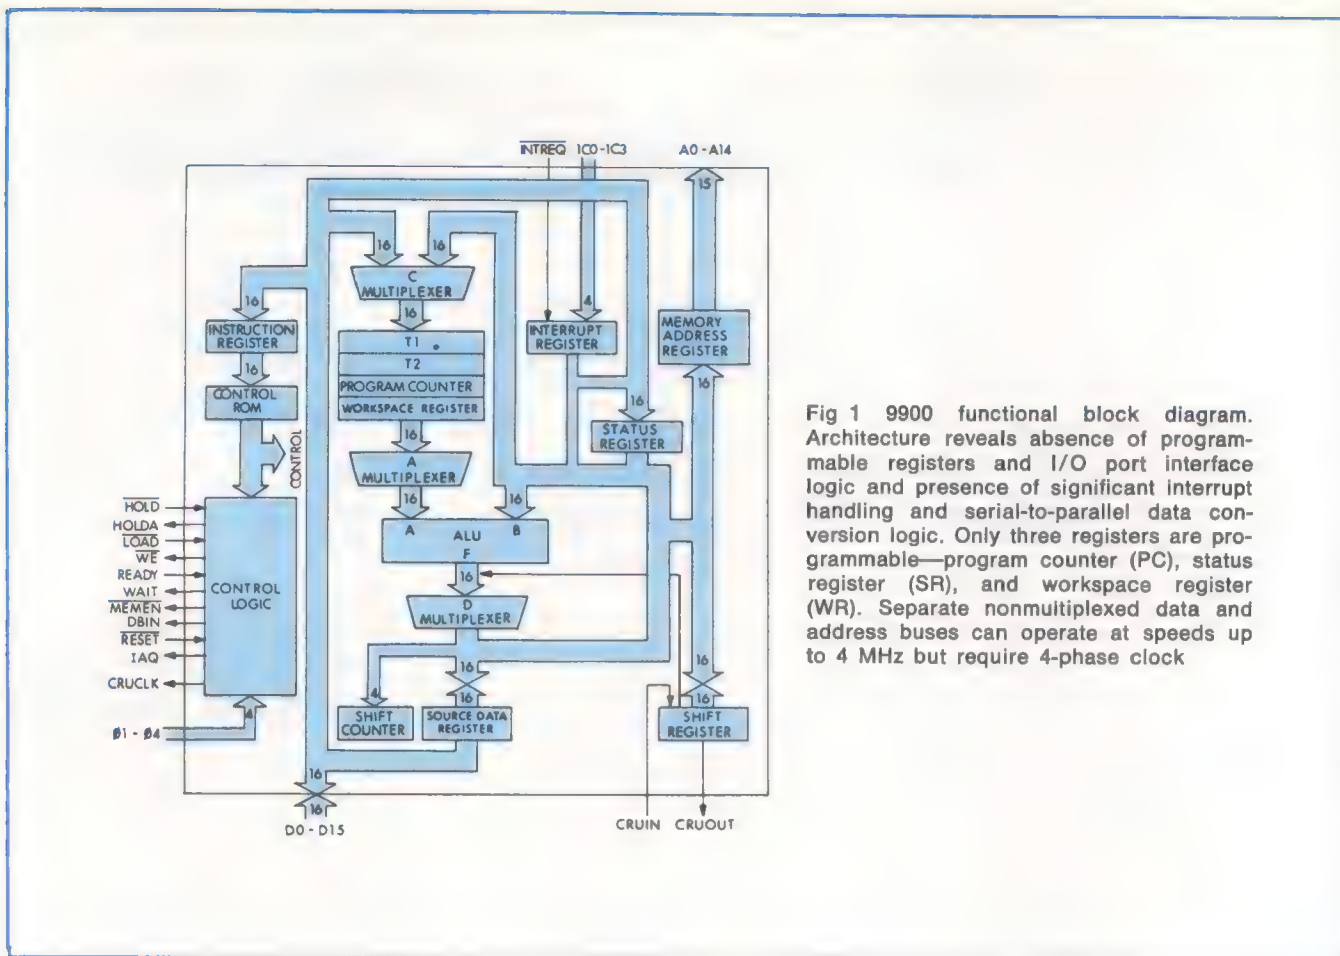 INTREQ IC0-IC3 A0-A14
15
16 16
C
MULTIPLEXER
16
16
4
INSTRUCTION
REGISTER
T1
T2
PROGRAM COUNTER
WORKSPACE REGISTER
INTERRUPT
REGISTER
MEMORY
ADDRESS
REGISTER
16
CONTROL
ROM
16
16
STATUS
REGISTER
16
CONTROL
A
MULTIPLEXER
16
16
HOLD
HOLDA
LOAD
WE
READY
WAIT
MEMEN
DBIN
RESET
IAQ
CRUCLK
CONTROL
LOGIC
A B
ALU
F
16
D
MULTIPLEXER
16
16
4
16
16
4
SHIFT
COUNTER
SOURCE DATA
REGISTER
SHIFT
REGISTER
Ø1 - Ø4
16
16
D0 - D15
CRUIN CRUOUT
Fig 1 9900 functional block diagram.
Architecture reveals absence of program-
mable registers and I/O port interface
logic and presence of significant interrupt
handling and serial-to-parallel data con-
version logic. Only three registers are pro-
grammable—program counter (PC), status
register (SR), and workspace register
(WR). Separate nonmultiplexed data and
address buses can operate at speeds up
to 4 MHz but require 4-phase clock